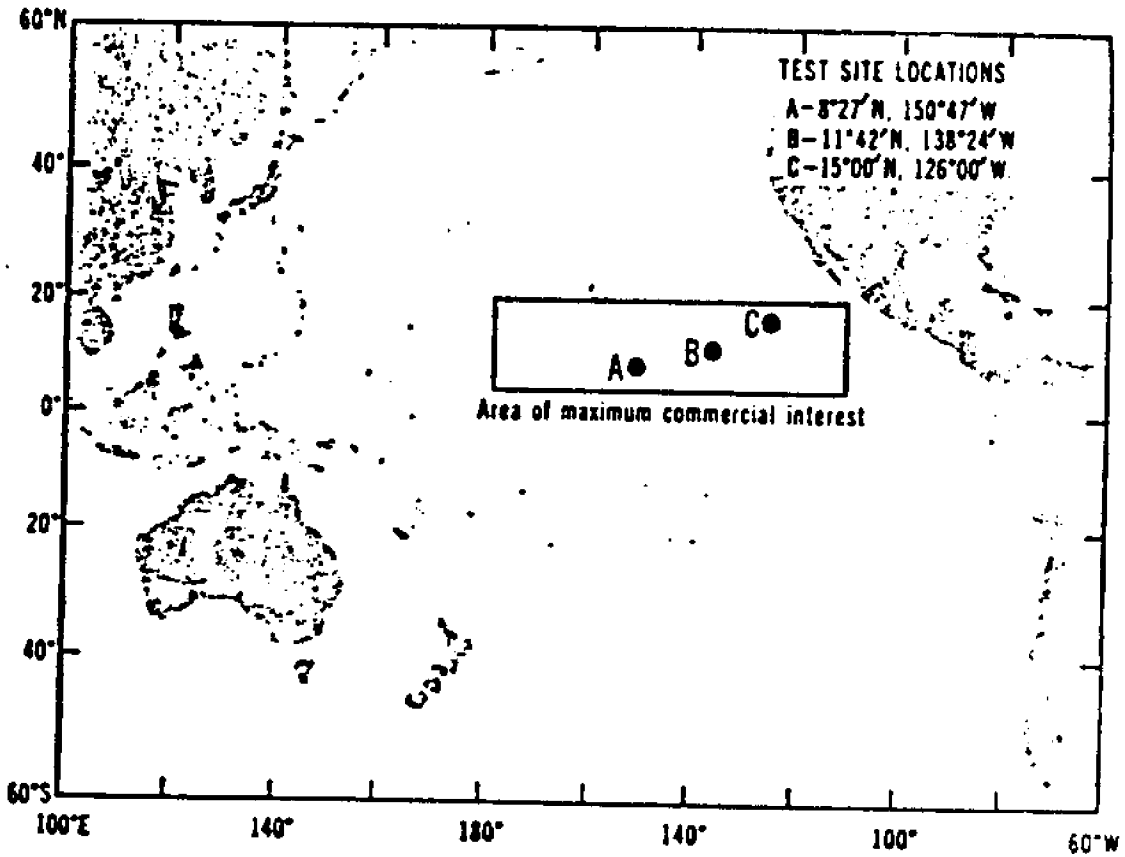 60°N
TEST SITE LOCATIONS
A-8°27'N, 150°47'W
B-11°42'N, 138°24'W
C-15°00'N, 126°00'W.
40°
20°
C
B
A
0°
Area of maximum commercial interest
20°
40°
60°S
100°E 140° 180° 140° 100° 60°W